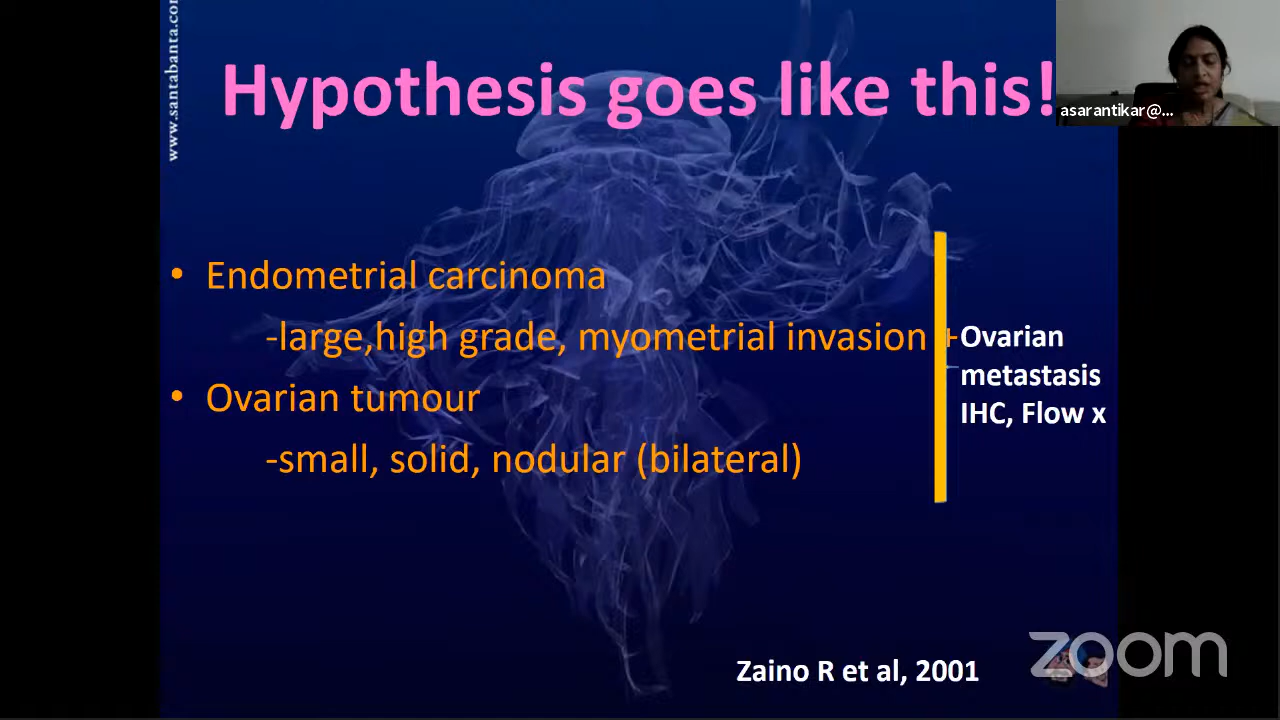 www.santabanta.com
Hypothesis goes like this!
asarantikar@...
• Endometrial carcinoma
-large,high grade, myometrial invasion +
• Ovarian tumour
-small, solid, nodular (bilateral)
Ovarian
metastasis
IHC, Flow x
Zaino R et al, 2001
zoom